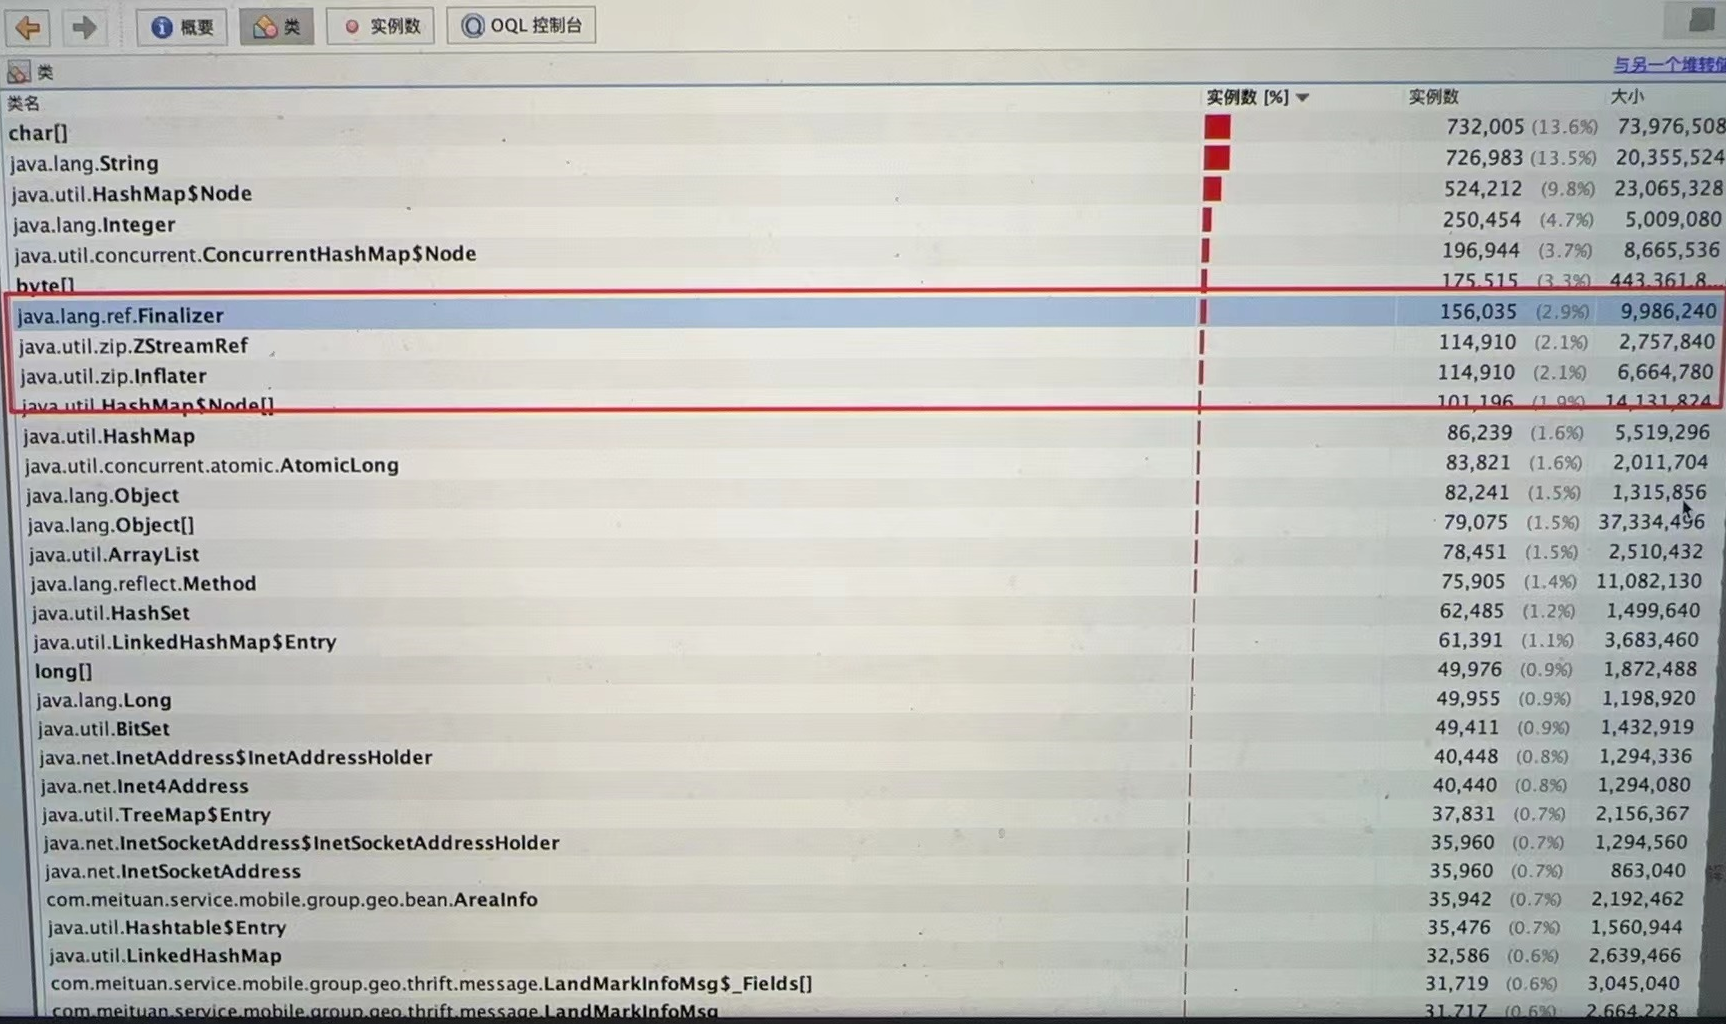 概要 类 实例数 OQL 控制台
类 与另一个堆转
类名 实例数 [%] 实例数 大小
char[] 732,005 (13.6%) 73,976,508
java.lang.String 726,983 (13.5%) 20,355,524
java.util.HashMap$Node 524,212 (9.8%) 23,065,328
java.lang.Integer 250,454 (4.7%) 5,009,080
java.util.concurrent.ConcurrentHashMap$Node 196,944 (3.7%) 8,665,536
byte[] 175,515 (3.3%) 443,361,8...
java.lang.ref.Finalizer 156,035 (2.9%) 9,986,240
java.util.zip.ZStreamRef 114,910 (2.1%) 2,757,840
java.util.zip.Inflater 114,910 (2.1%) 6,664,780
java.util.HashMap$Node[] 101,196 (1.9%) 14,131,824
java.util.HashMap 86,239 (1.6%) 5,519,296
java.util.concurrent.atomic.AtomicLong 83,821 (1.6%) 2,011,704
java.lang.Object 82,241 (1.5%) 1,315,856
java.lang.Object[] 79,075 (1.5%) 37,334,496
java.util.ArrayList 78,451 (1.5%) 2,510,432
java.lang.reflect.Method 75,905 (1.4%) 11,082,130
java.util.HashSet 62,485 (1.2%) 1,499,640
java.util.LinkedHashMap$Entry 61,391 (1.1%) 3,683,460
long[] 49,976 (0.9%) 1,872,488
java.lang.Long 49,955 (0.9%) 1,198,920
java.util.BitSet 49,411 (0.9%) 1,432,919
java.net.InetAddress$InetAddressHolder 40,448 (0.8%) 1,294,336
java.net.Inet4Address 40,440 (0.8%) 1,294,080
java.util.TreeMap$Entry 37,831 (0.7%) 2,156,367
java.net.InetSocketAddress$InetSocketAddressHolder 35,960 (0.7%) 1,294,560
java.net.InetSocketAddress 35,960 (0.7%) 863,040
com.meituan.service.mobile.group.geo.bean.AreaInfo 35,942 (0.7%) 2,192,462
java.util.Hashtable$Entry 35,476 (0.7%) 1,560,944
java.util.LinkedHashMap 32,586 (0.6%) 2,639,466
com.meituan.service.mobile.group.geo.thrift.message.LandMarkInfoMsg$_Fields[] 31,719 (0.6%) 3,045,040
com.meituan.service.mobile.group.geo.thrift.message.LandMarkInfoMsg 31,717 (0.6%) 2,664,228